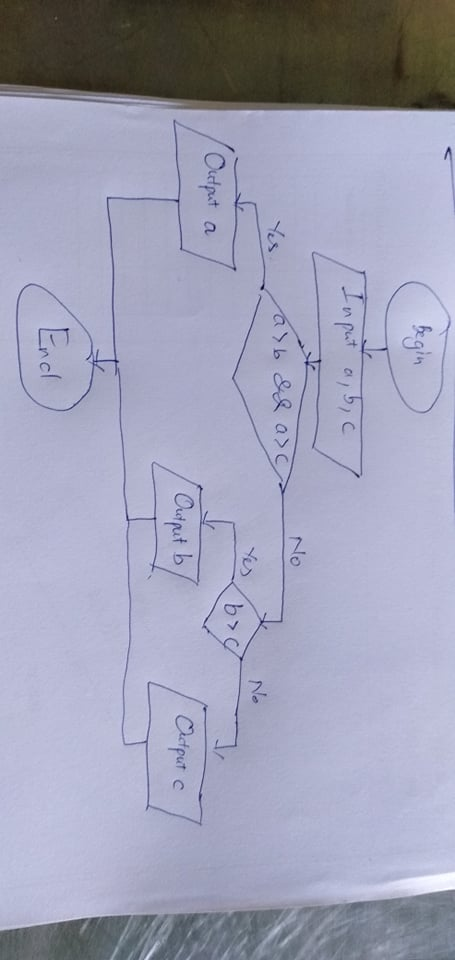 Begin
Input a, b, c
a>b && a>c
Yes
No
Output a
b>c
Yes
No
Output b
Output c
End